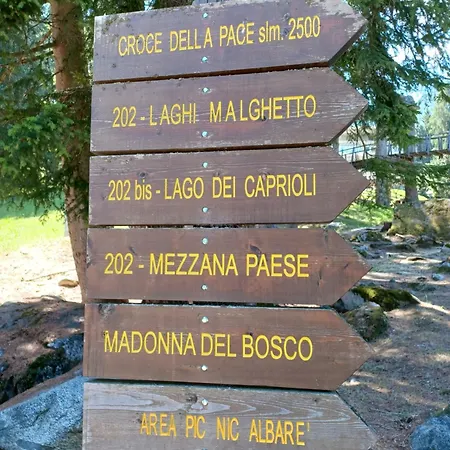 CROCE DELLA PACE slm. 2500
202 - LAGHI MALGHETTO
202 bis - LAGO DEI CAPRIOLI
202 - MEZZANA PAESE
MADONNA DEL BOSCO
AREA PIC NIC ALBARE'